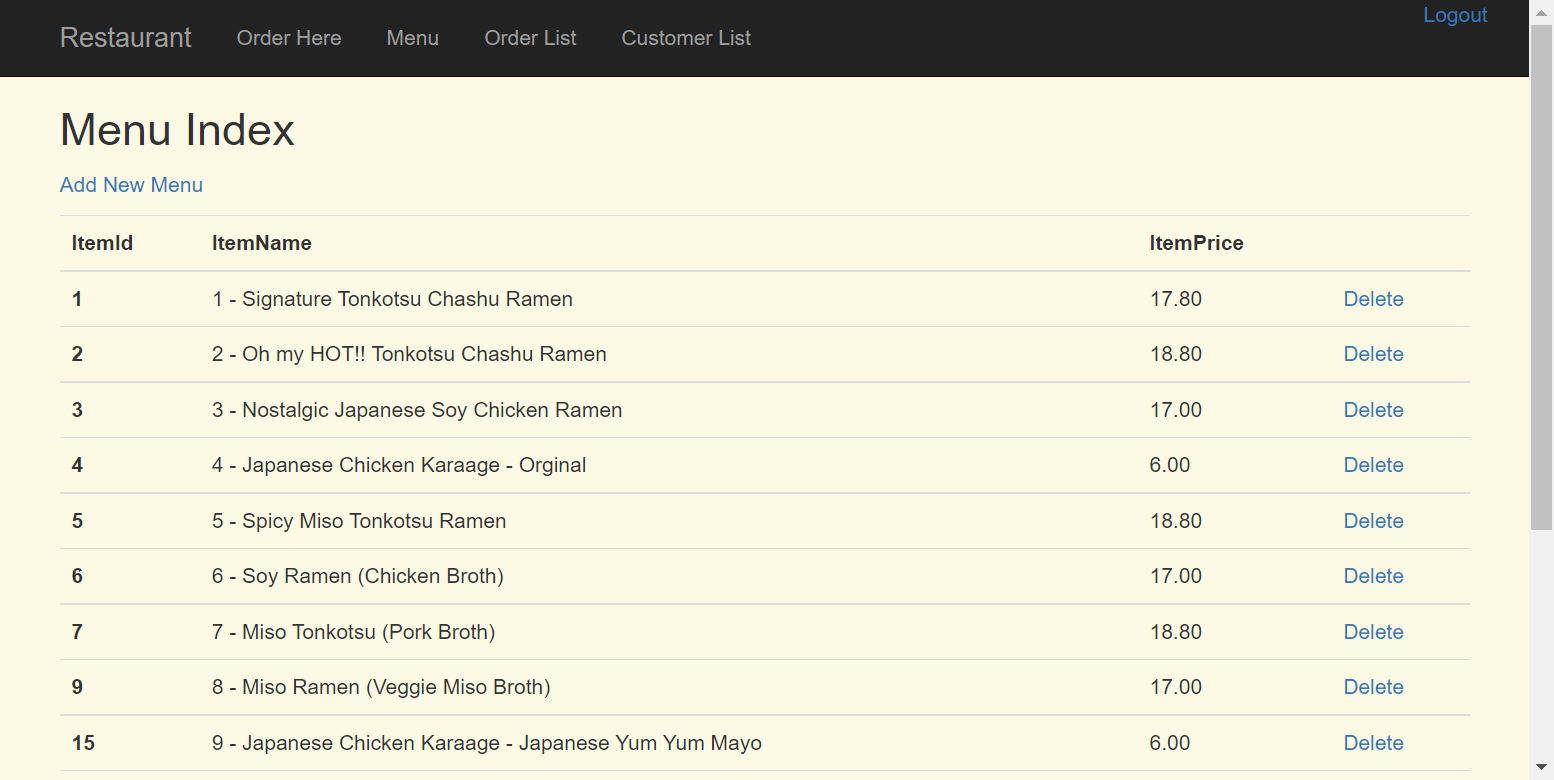 Logout
Restaurant Order Here Menu Order List Customer List
Menu Index
Add New Menu
ItemId ItemName ItemPrice
1 1 - Signature Tonkotsu Chashu Ramen 17.80 Delete
2 2 - Oh my HOT!! Tonkotsu Chashu Ramen 18.80 Delete
3 3 - Nostalgic Japanese Soy Chicken Ramen 17.00 Delete
4 4 - Japanese Chicken Karaage - Orginal 6.00 Delete
5 5 - Spicy Miso Tonkotsu Ramen 18.80 Delete
6 6 - Soy Ramen (Chicken Broth) 17.00 Delete
7 7 - Miso Tonkotsu (Pork Broth) 18.80 Delete
9 8 - Miso Ramen (Veggie Miso Broth) 17.00 Delete
15 9 - Japanese Chicken Karaage - Japanese Yum Yum Mayo 6.00 Delete